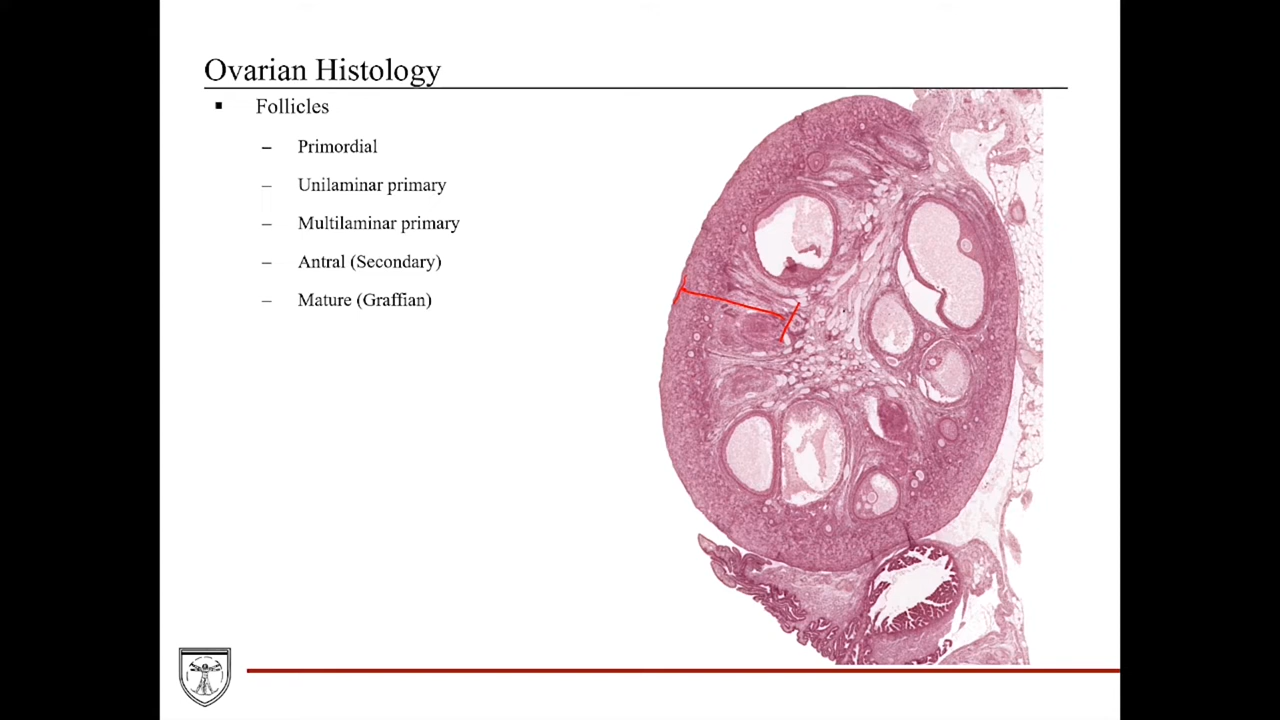 Ovarian Histology
▪ Follicles
– Primordial
– Unilaminar primary
– Multilaminar primary
– Antral (Secondary)
– Mature (Graffian)